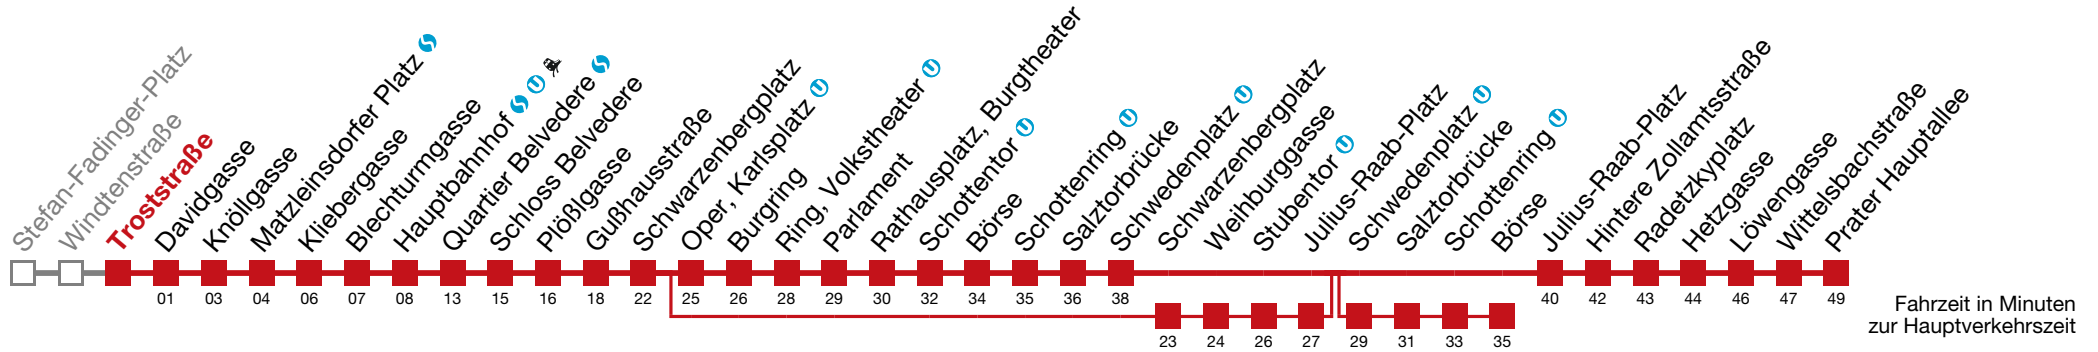 Stefan-Fadinger-Platz
Windtenstraße
Troststraße
Davidgasse
Knöllgasse
Matzleinsdorfer Platz
Kliebergasse
Blechturmgasse
Hauptbahnhof
Quartier Belvedere
Schloss Belvedere
Plößlgasse
Gußhausstraße
Schwarzenbergplatz
Oper, Karlsplatz
Burgring
Ring, Volkstheater
Parlament
Rathausplatz, Burgtheater
Schottentor
Börse
Schottenring
Salztorbrücke
Schwedenplatz
Schwarzenbergplatz
Weihburggasse
Stubentor
Julius-Raab-Platz
Schwedenplatz
Salztorbrücke
Schottenring
Börse
Julius-Raab-Platz
Hintere Zollamtsstraße
Radetzkyplatz
Hetzgasse
Löwengasse
Wittelsbachstraße
Prater Hauptallee
01 03 04 06 07 08 13 15 16 18 22 25 26 28 29 30 32 34 35 36 38 40 42 43 44 46 47 49
23 24 26 27 29 31 33 35
Fahrzeit in Minuten
zur Hauptverkehrszeit